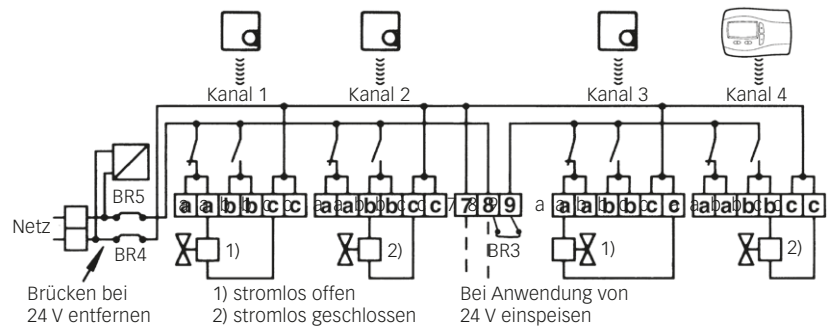 Kanal 1 Kanal 2 Kanal 3 Kanal 4
BR5
a a b b c c a a b b c c 7 8 9 a a b b c c a a b b c c
Netz
BR4 1) 2) BR3 1) 2)
Brücken bei 1) stromlos offen Bei Anwendung von
24 V entfernen 2) stromlos geschlossen 24 V einspeisen